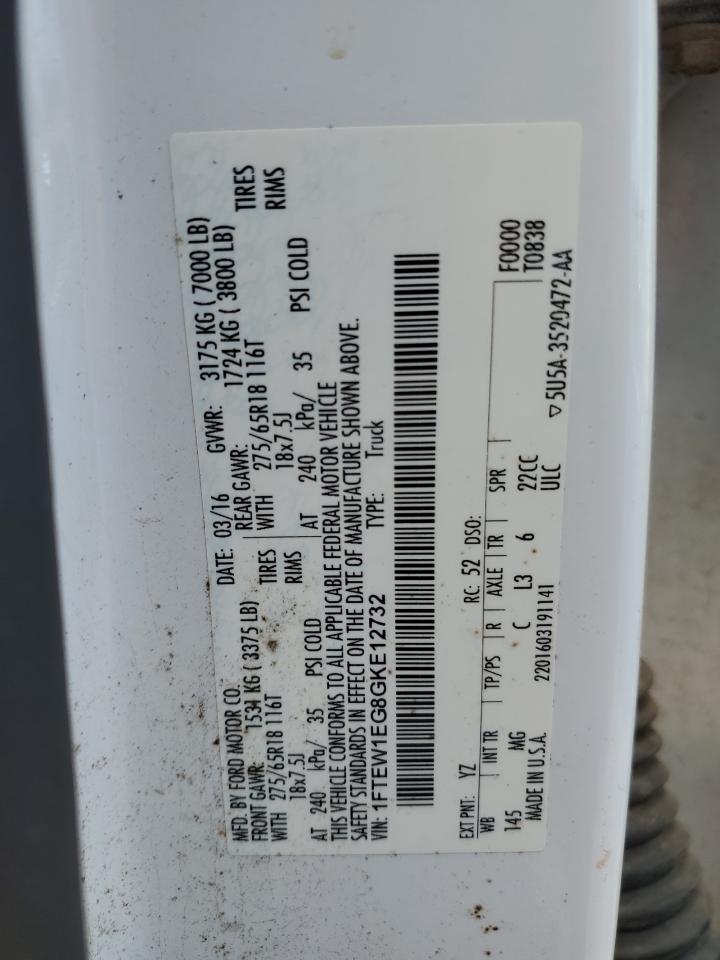 MFD. BY FORD MOTOR CO.
DATE: 03/16 GVWR: 3175 KG ( 7000 LB)
FRONT GAWR: 1531 KG ( 3375 LB)
REAR GAWR: 1724 KG ( 3800 LB)
WITH 275/65R18 116T TIRES
WITH 275/65R18 116T TIRES
18x7.5J RIMS
18x7.5J RIMS
AT 240 kPa/ 35 PSI COLD
AT 240 kPa/ 35 PSI COLD
THIS VEHICLE CONFORMS TO ALL APPLICABLE FEDERAL MOTOR VEHICLE
SAFETY STANDARDS IN EFFECT ON THE DATE OF MANUFACTURE SHOWN ABOVE.
VIN: 1FTEW1EG8GKE12732 TYPE: Truck
EXT PNT: YZ RC: 52 DSO: F0000
WB INT TR TP/PS R AXLE TR SPR T0838
145 MG C L3 6 22CC
MADE IN U.S.A. 2201603191141 ULC ▽5U5A-3520472-AA